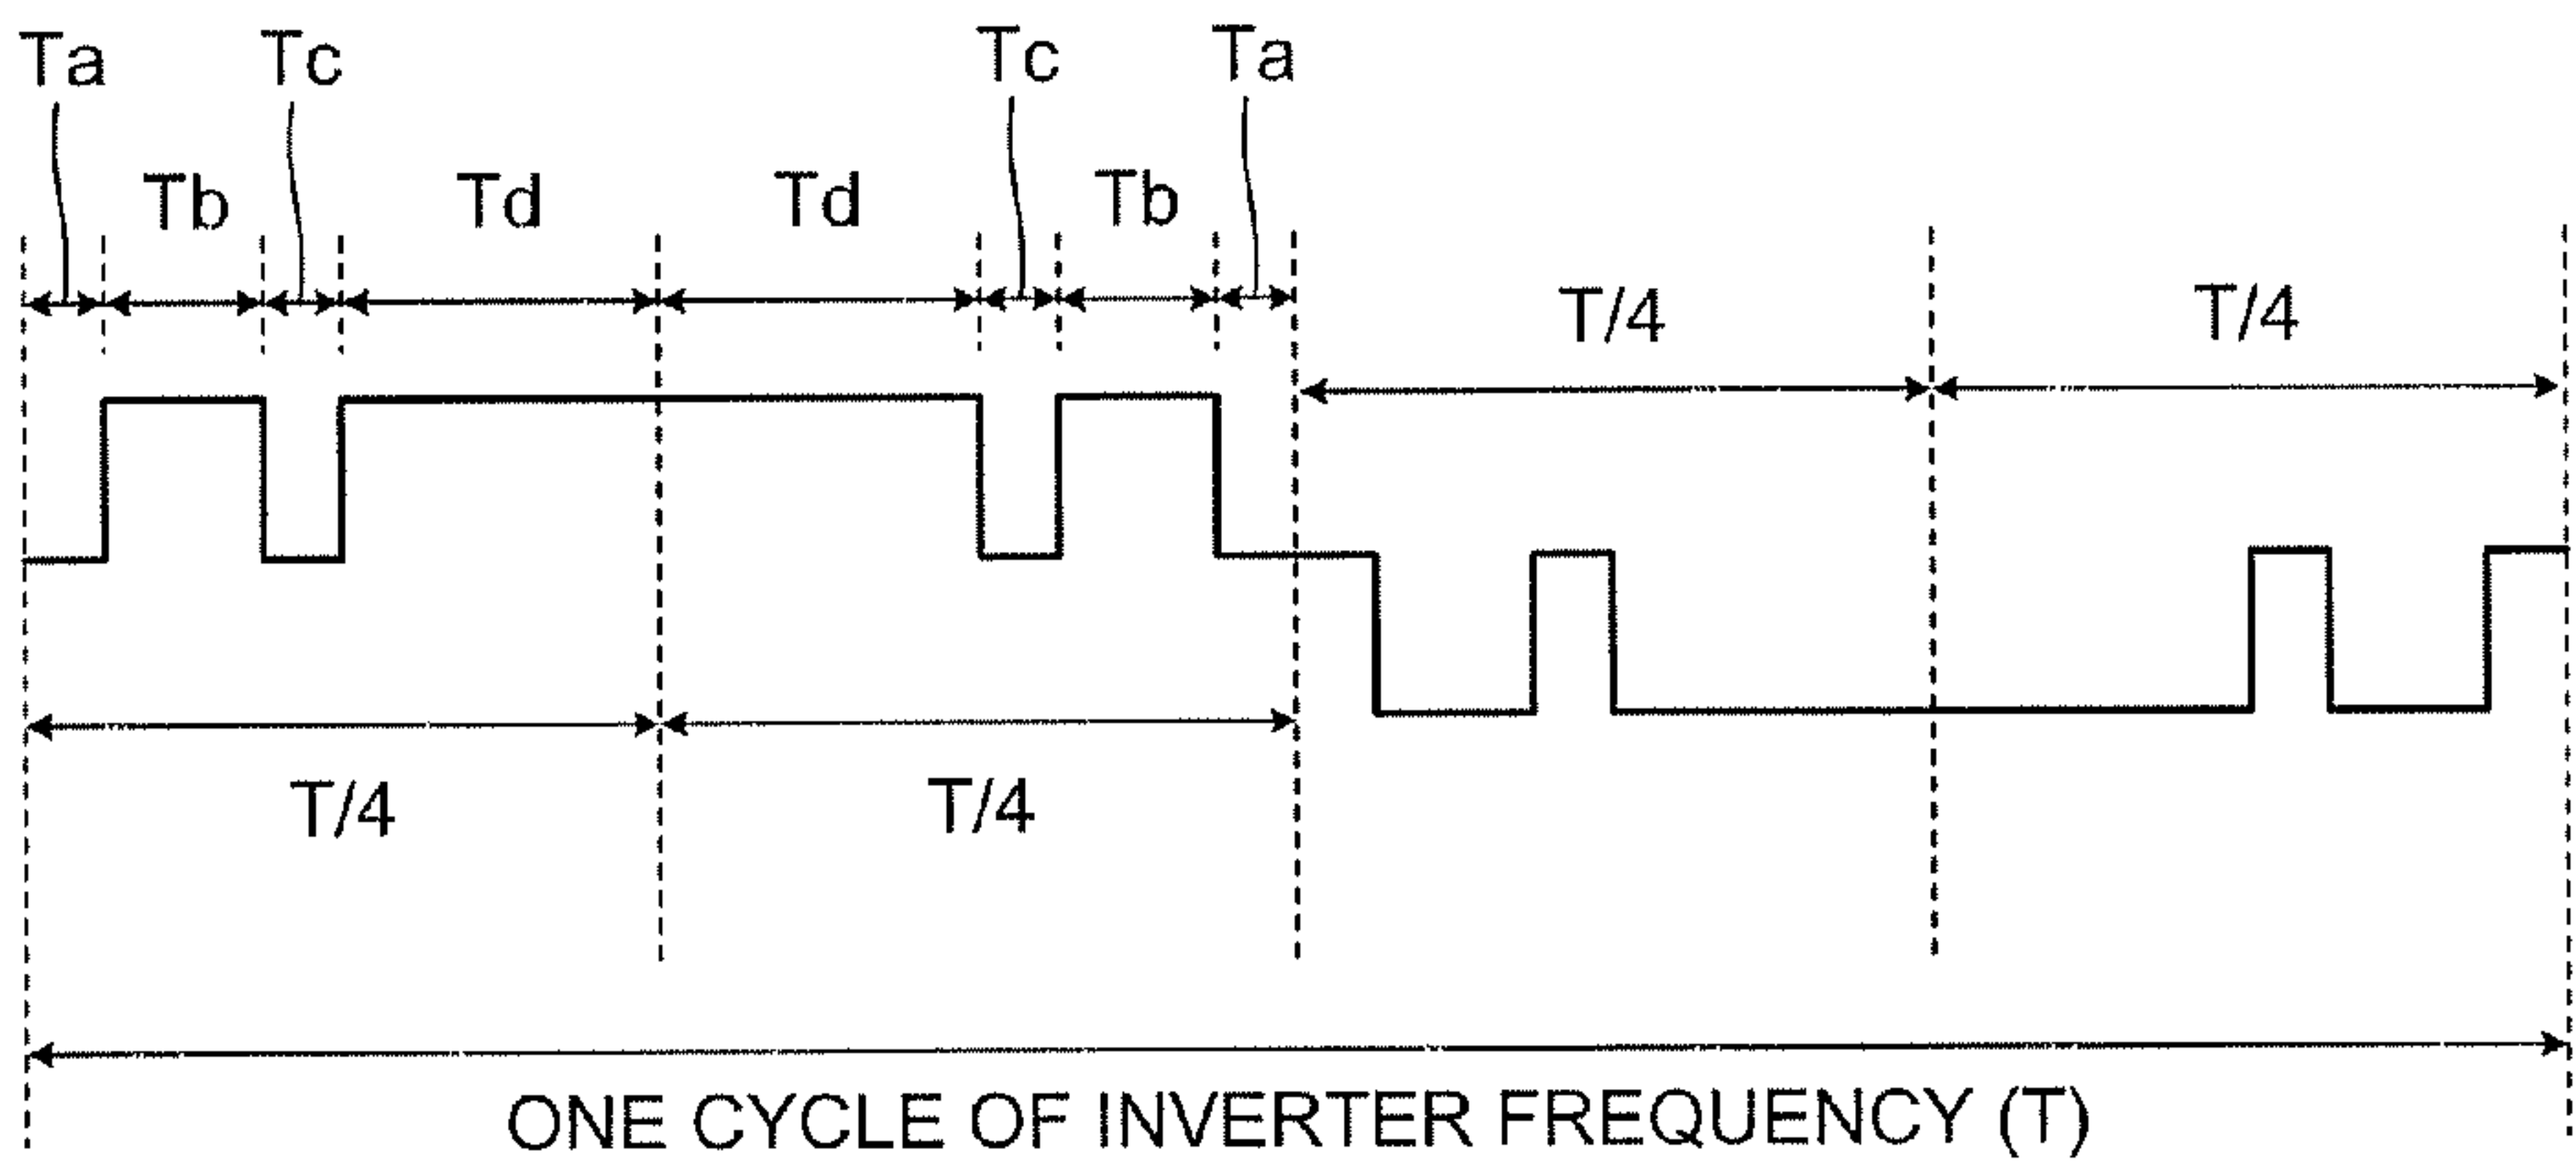 Ta Tc Tc Ta
Tb Td Td Tb
T/4 T/4
T/4 T/4
ONE CYCLE OF INVERTER FREQUENCY (T)